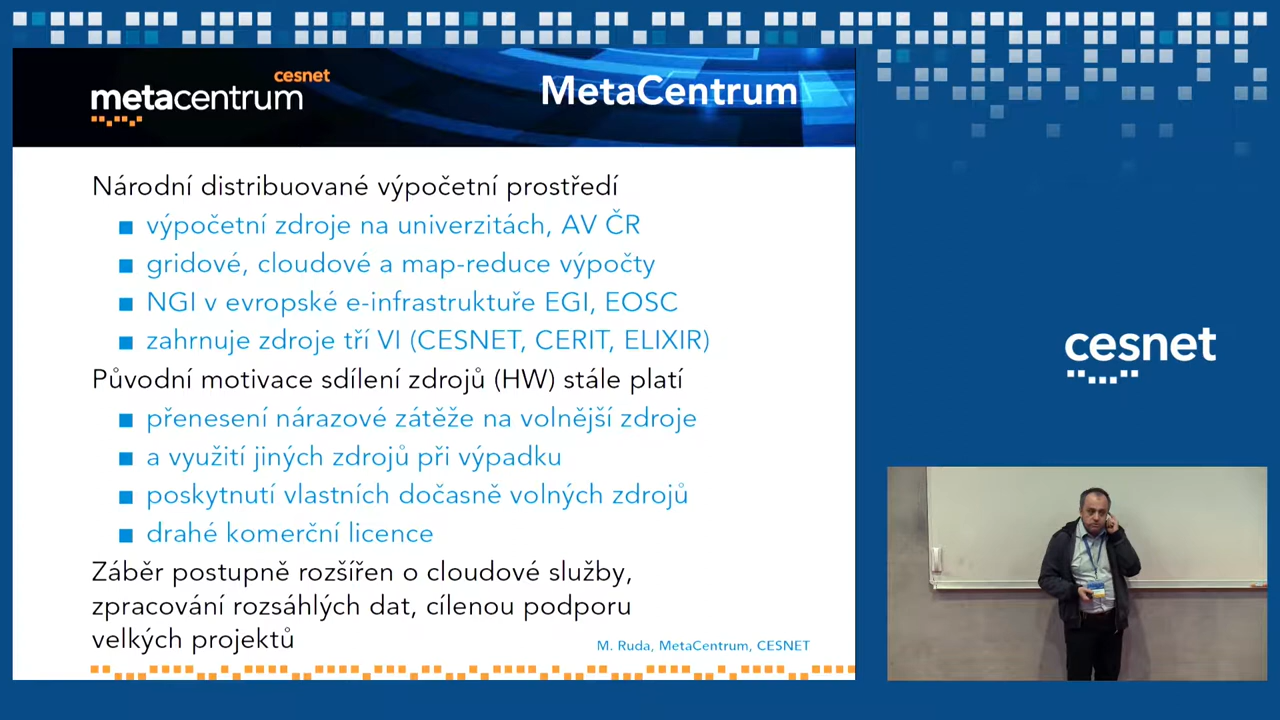 cesnet
metacentrum
MetaCentrum
Národní distribuované výpočetní prostředí
výpočetní zdroje na univerzitách, AV ČR
gridové, cloudové a map-reduce výpočty
NGI v evropské e-infrastruktuře EGI, EOSC
zahrnuje zdroje tří VI (CESNET, CERIT, ELIXIR)
Původní motivace sdílení zdrojů (HW) stále platí
přenesení nárazové zátěže na volnější zdroje
a využití jiných zdrojů při výpadku
poskytnutí vlastních dočasně volných zdrojů
drahé komerční licence
Záběr postupně rozšířen o cloudové služby,
zpracování rozsáhlých dat, cílenou podporu
velkých projektů
M. Ruda, MetaCentrum, CESNET
cesnet